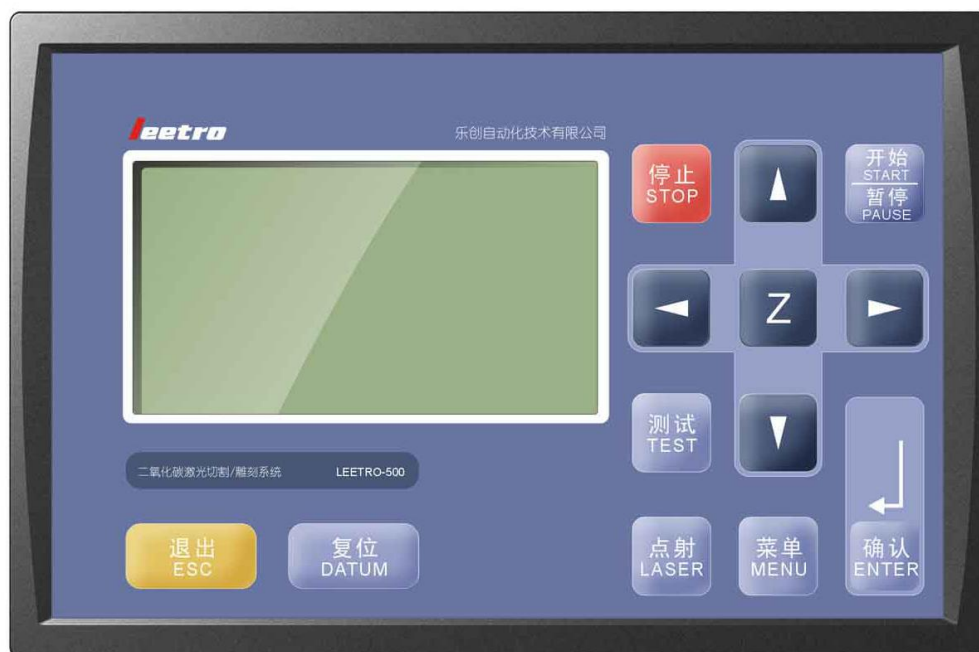 leetro
乐创自动化技术有限公司
停止
STOP
开始
START
暂停
PAUSE
Z
测试
TEST
二氧化碳激光切割/雕刻系统 LEETRO-500
退出
ESC
复位
DATUM
点射
LASER
菜单
MENU
确认
ENTER